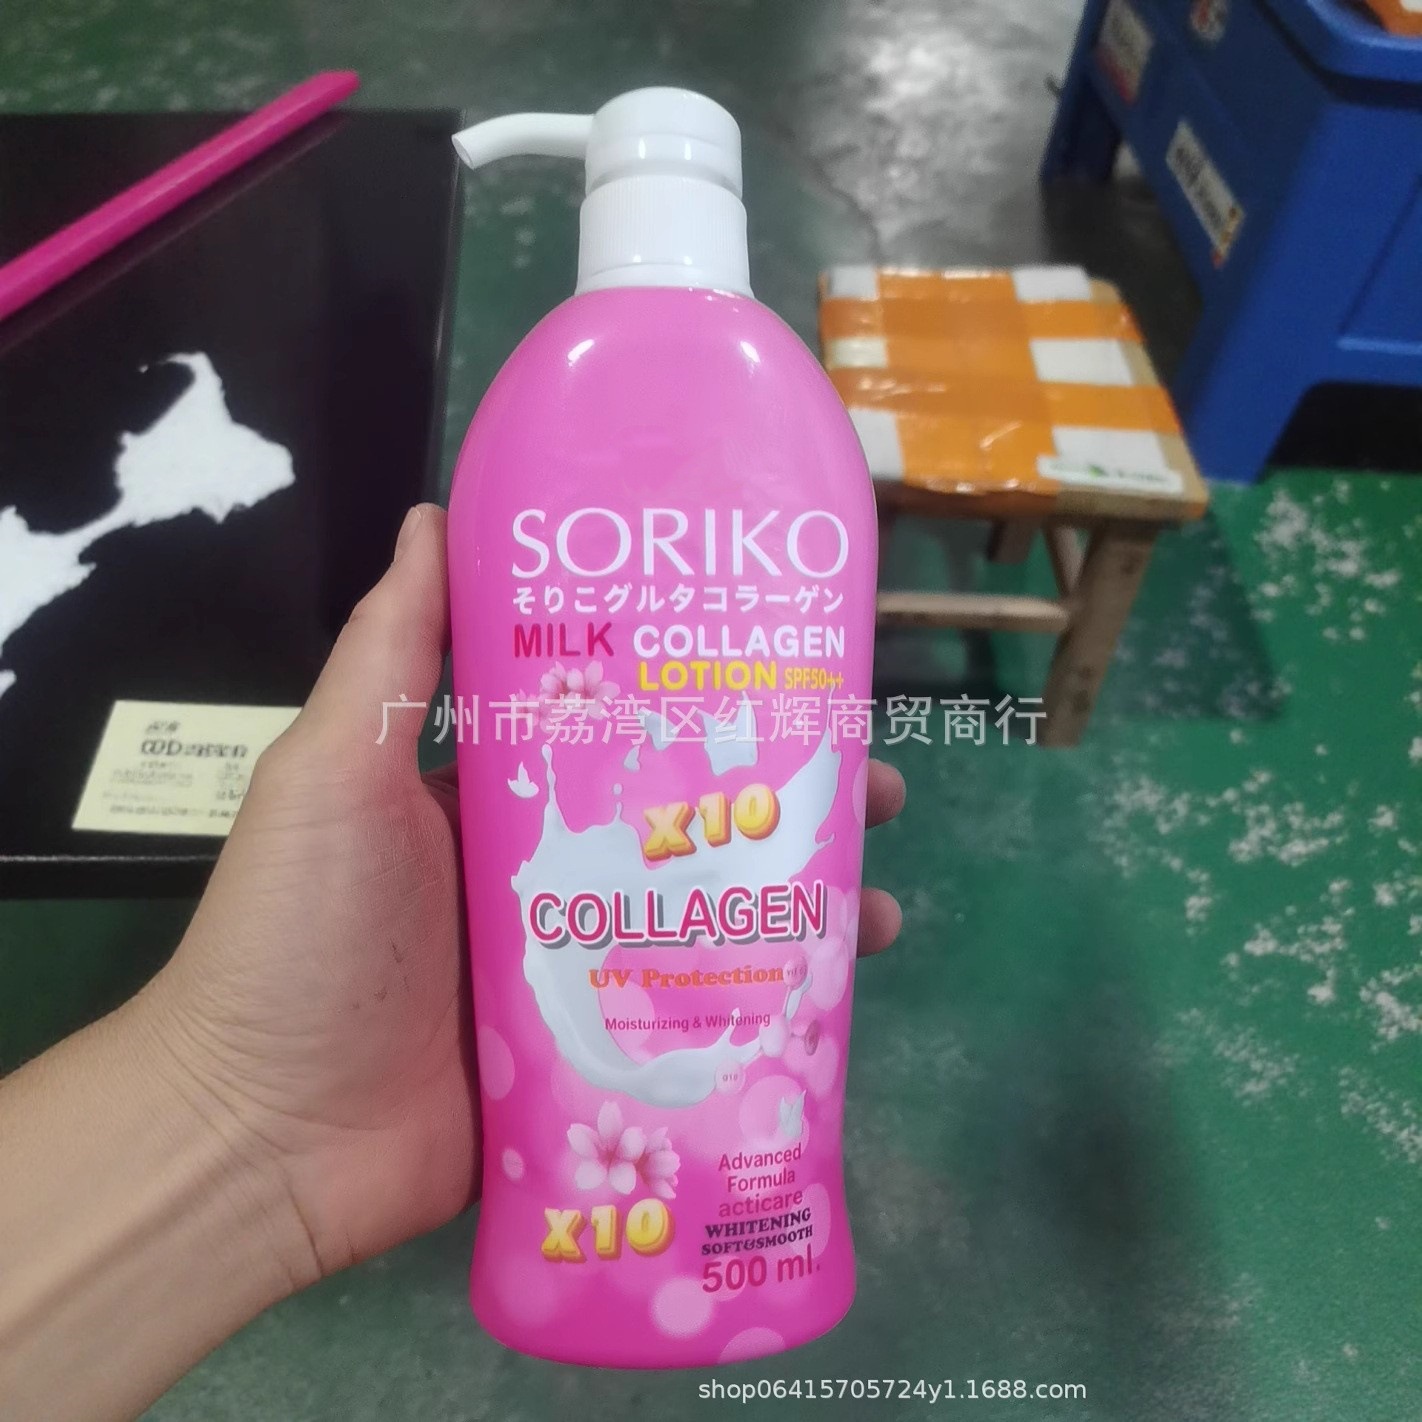 SORIKO
そりこグルタコラーゲン
MILK COLLAGEN
LOTION SPF50++
广州市荔湾区红辉商贸商行
X10
COLLAGEN
UV Protection
Moisturizing & Whitening
Advanced
Formula
acticare
WHITENING
SOFT&SMOOTH
X10
500 ml.
shop06415705724y1.1688.com